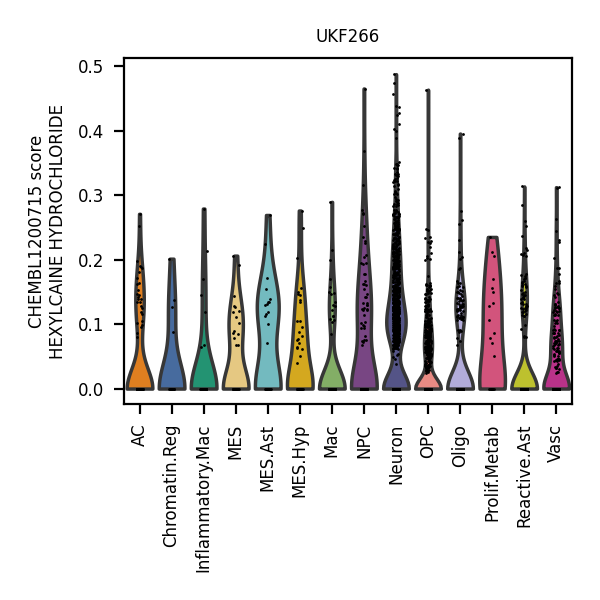 UKF266
CHEMBL1200715 score
HEXYLCAINE HYDROCHLORIDE
0.5
0.4
0.3
0.2
0.1
0.0
AC
Chromatin.Reg
Inflammatory.Mac
MES
MES.Ast
MES.Hyp
Mac
NPC
Neuron
OPC
Oligo
Prolif.Metab
Reactive.Ast
Vasc